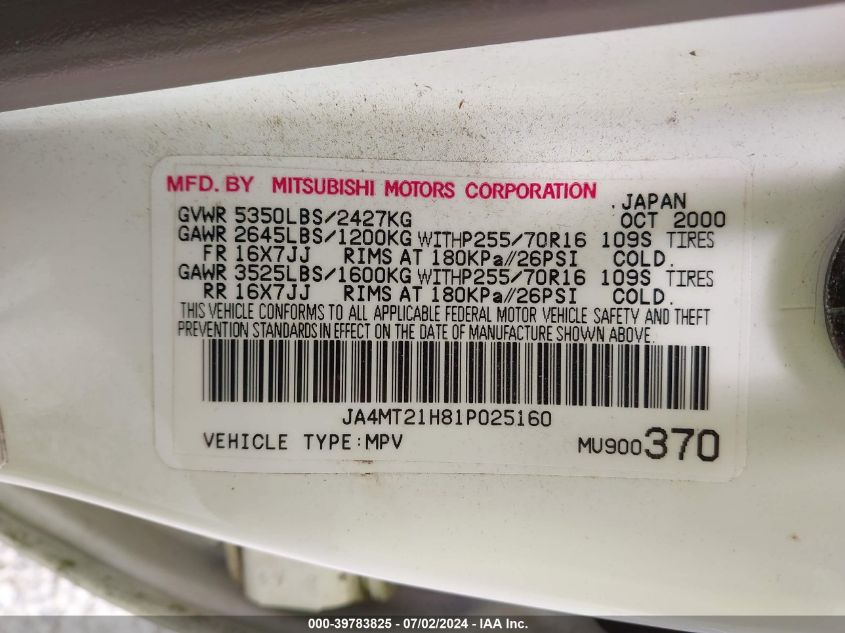 MFD. BY MITSUBISHI MOTORS CORPORATION .JAPAN
GVWR 5350LBS/2427KG OCT 2000
GAWR 2645LBS/1200KG WITHP255/70R16 109S TIRES
FR 16X7JJ RIMS AT 180KPa//26PSI COLD.
GAWR 3525LBS/1600KG WITHP255/70R16 109S TIRES
RR 16X7JJ RIMS AT 180KPa//26PSI COLD.
THIS VEHICLE CONFORMS TO ALL APPLICABLE FEDERAL MOTOR VEHICLE SAFETY AND THEFT
PREVENTION STANDARDS IN EFFECT ON THE DATE OF MANUFACTURE SHOWN ABOVE.
JA4MT21H81P025160
VEHICLE TYPE:MPV MU900370
000-39783825 - 07/02/2024 - IAA Inc.